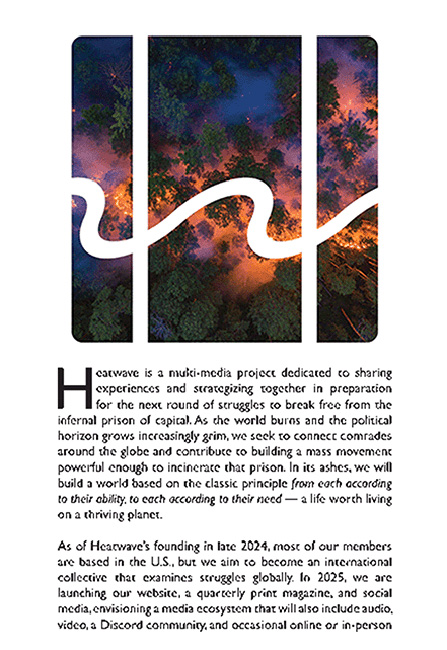 Heatwave is a multi-media project dedicated to sharing
experiences and strategizing together in preparation
for the next round of struggles to break free from the
infernal prison of capital. As the world burns and the political
horizon grows increasingly grim, we seek to connect comrades
around the globe and contribute to building a mass movement
powerful enough to incinerate that prison. In its ashes, we will
build a world based on the classic principle from each according
to their ability, to each according to their need — a life worth living
on a thriving planet.
As of Heatwave's founding in late 2024, most of our members
are based in the U.S., but we aim to become an international
collective that examines struggles globally. In 2025, we are
launching our website, a quarterly print magazine, and social
media, envisioning a media ecosystem that will also include audio,
video, a Discord community, and occasional online or in-person